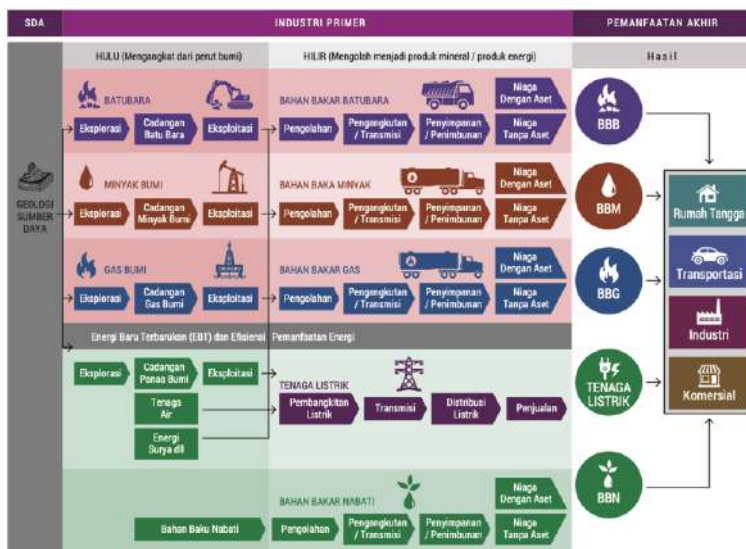 SDA
INDUSTRI PRIMER
PEMANFAATAN AKHIR
HULU (Mengangkat dari perut bumi)
HILIR (Mengolah menjadi produk mineral / produk energi)
Hasil
GEOLOGI
SUMBER
DAYA
BATUBARA
Eksplorasi
Cadangan
Batu Bara
Eksploitasi
BAHAN BAKAR BATUBARA
Pengolahan
Pengangkutan
/ Transmisi
Penyimpanan
/ Penimbunan
Niaga
Dengan Aset
Niaga
Tanpa Aset
BBB
MINYAK BUMI
Eksplorasi
Cadangan
Minyak Bumi
Eksploitasi
BAHAN BAKA MINYAK
Pengolahan
Pengangkutan
/ Transmisi
Penyimpanan
/ Penimbunan
Niaga
Dengan Aset
Niaga
Tanpa Aset
BBM
GAS BUMI
Eksplorasi
Cadangan
Gas Bumi
Eksploitasi
BAHAN BAKAR GAS
Pengolahan
Pengangkutan
/ Transmisi
Penyimpanan
/ Penimbunan
Niaga
Dengan Aset
Niaga
Tanpa Aset
BBG
Energi Baru Terbarukan (EBT) dan Efisiensi Pemanfaatan Energi
Eksplorasi
Cadangan
Panas Bumi
Eksploitasi
Tenaga
Air
Energi
Surya dll
TENAGA LISTRIK
Pembangkitan
Listrik
Transmisi
Distribusi
Listrik
Penjualan
TENAGA
LISTRIK
Bahan Baku Nabati
BAHAN BAKAR NABATI
Pengolahan
Pengangkutan
/ Transmisi
Penyimpanan
/ Penimbunan
Niaga
Dengan Aset
Niaga
Tanpa Aset
BBN
Rumah Tangga
Transportasi
Industri
Komersial